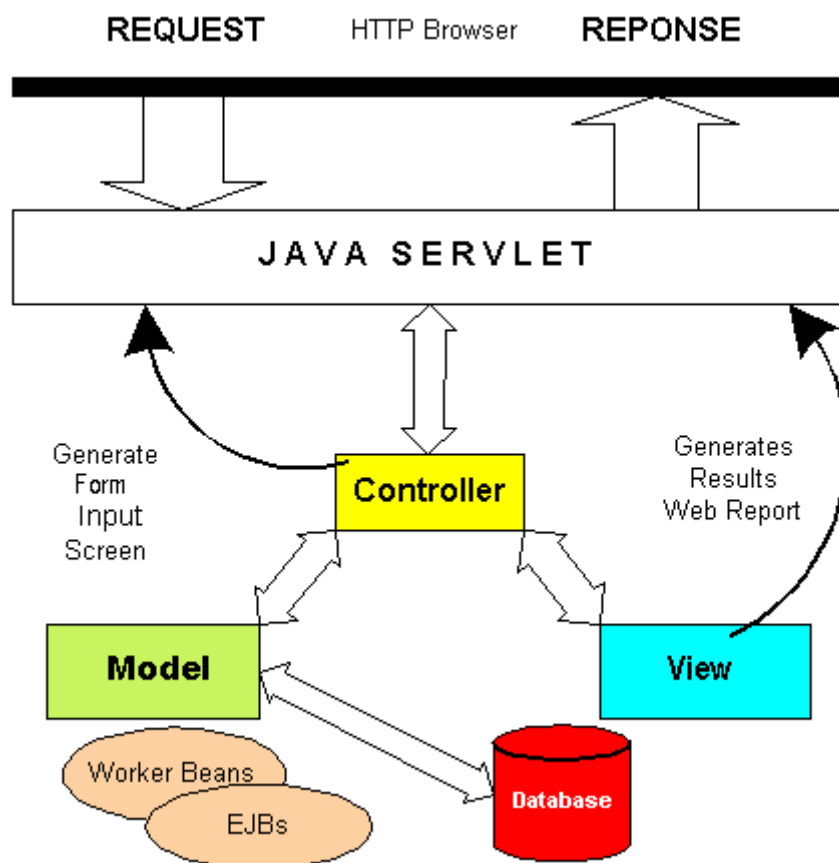 REQUEST HTTP Browser REPONSE
JAVA SERVLET
Generate
Form
Input
Screen
Controller
Generates
Results
Web Report
Model
View
Worker Beans
EJBs
Database